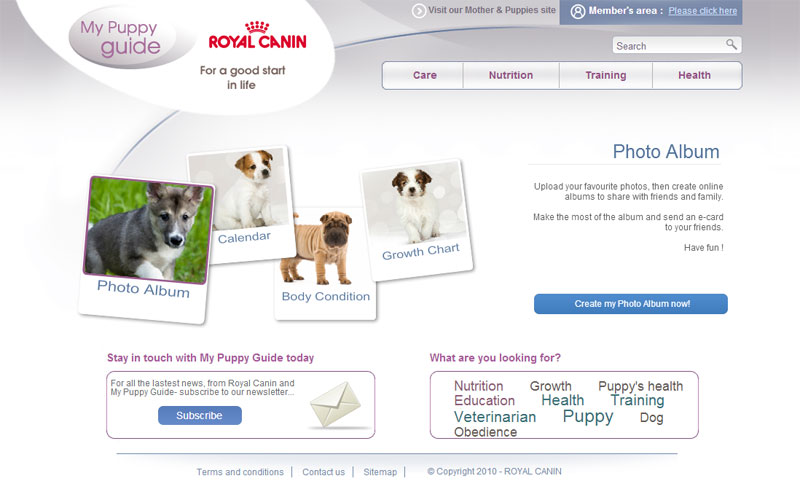 My Puppy
guide
ROYAL CANIN
For a good start
in life
Visit our Mother & Puppies site
Member's area : Please click here
Search
Care
Nutrition
Training
Health
Photo Album
Calendar
Body Condition
Growth Chart
Photo Album
Upload your favourite photos, then create online
albums to share with friends and family.
Make the most of the album and send an e-card
to your friends.
Have fun !
Create my Photo Album now!
Stay in touch with My Puppy Guide today
For all the lastest news, from Royal Canin and
My Puppy Guide- subscribe to our newsletter...
Subscribe
What are you looking for?
Nutrition Growth Puppy's health
Education Health Training
Veterinarian Puppy Dog
Obedience
Terms and conditions | Contact us | Sitemap | © Copyright 2010 - ROYAL CANIN